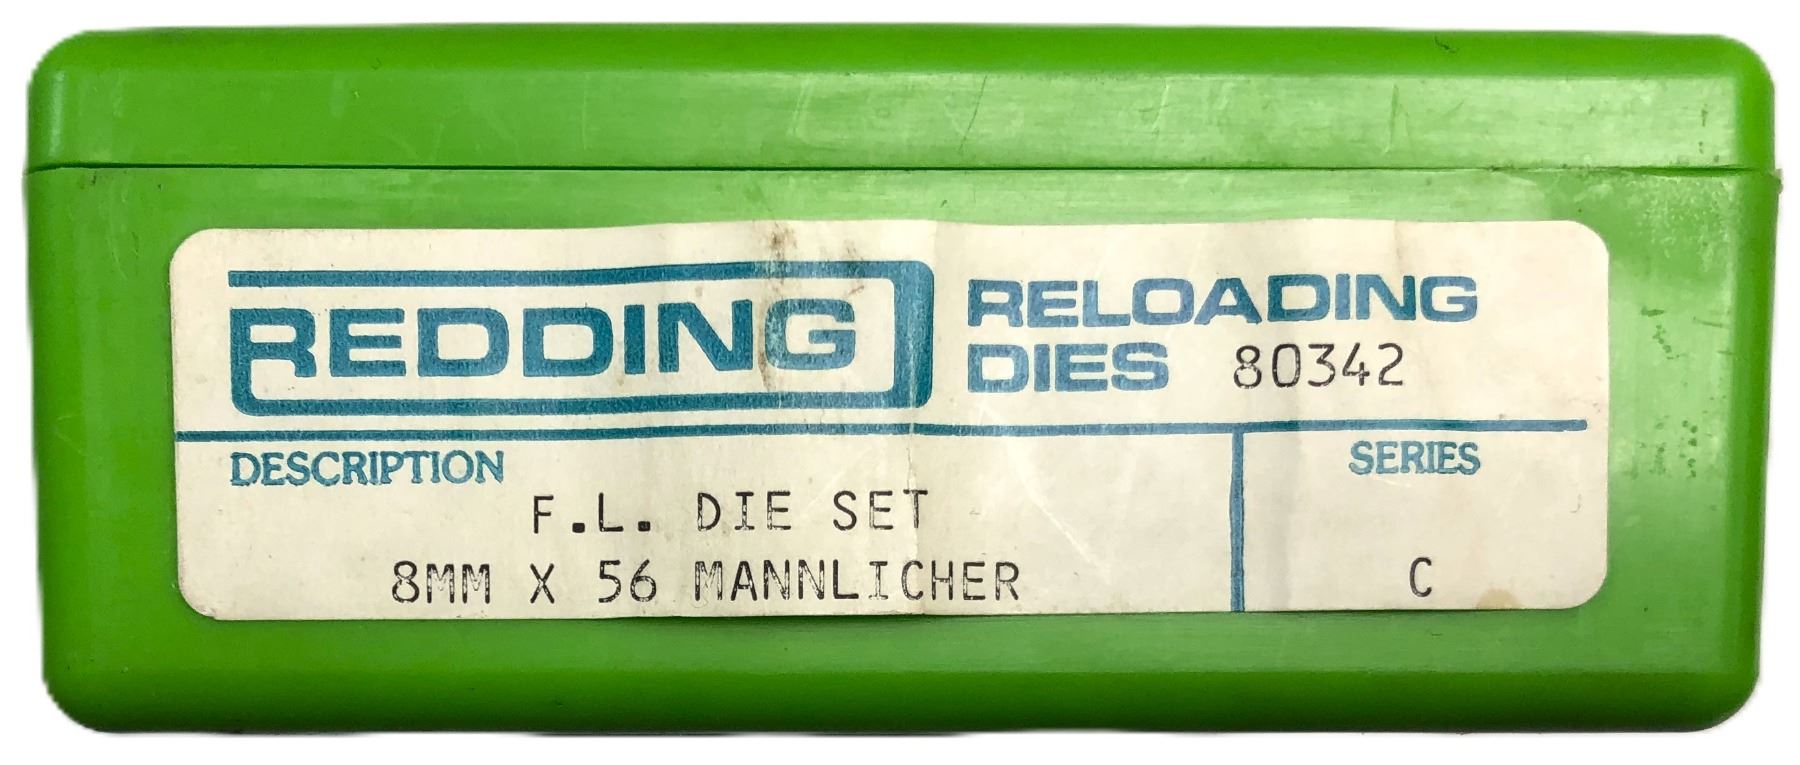 REDDING RELOADING
DIES 80342
DESCRIPTION SERIES
F.L. DIE SET
8MM X 56 MANNLICHER C